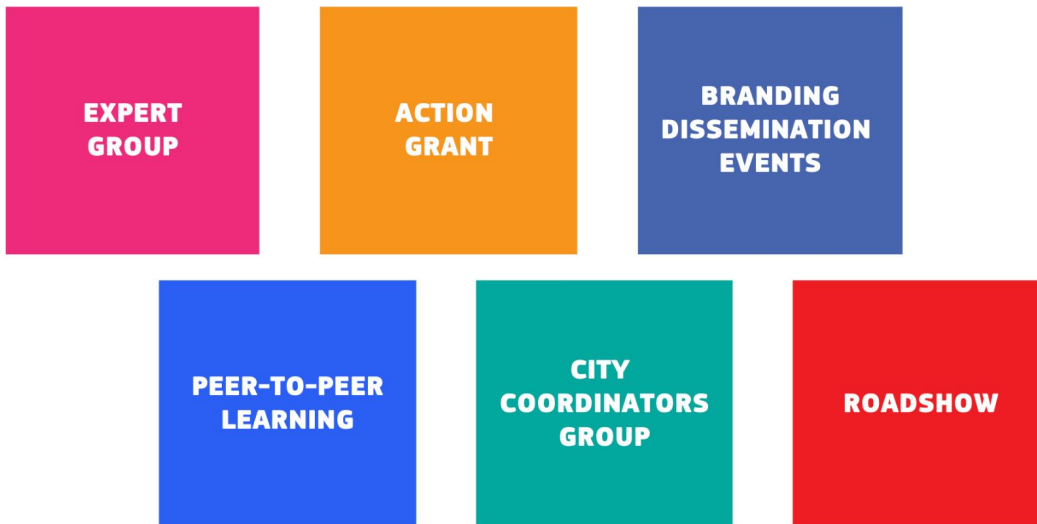 EXPERT
GROUP
ACTION
GRANT
BRANDING
DISSEMINATION
EVENTS
PEER-TO-PEER
LEARNING
CITY
COORDINATORS
GROUP
ROADSHOW